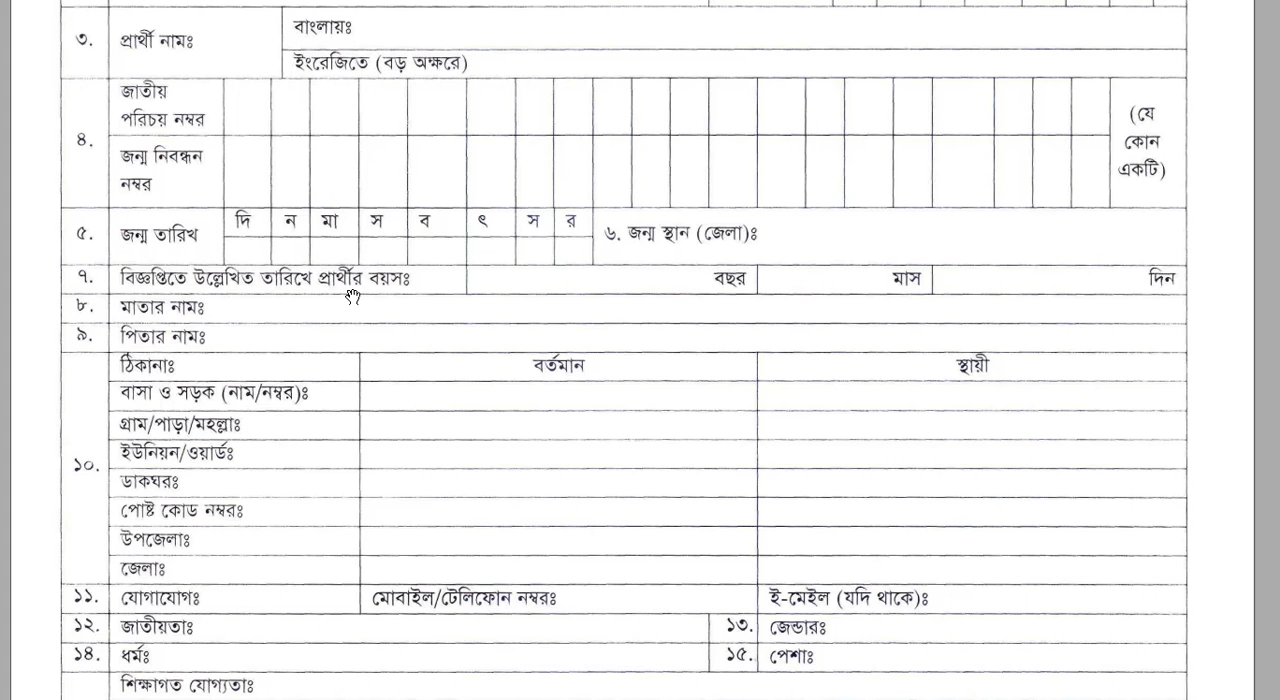 ৩. প্রার্থী নামঃ বাংলায়ঃ
ইংরেজিতে (বড় অক্ষরে)
৪. জাতীয় পরিচয় নম্বর (যে কোন একটি)
জন্ম নিবন্ধন নম্বর
৫. জন্ম তারিখ দি ন মা স ব ৎ স র ৬. জন্ম স্থান (জেলা)ঃ
৭. বিজ্ঞপ্তিতে উল্লেখিত তারিখে প্রার্থীর বয়সঃ বছর মাস দিন
৮. মাতার নামঃ
৯. পিতার নামঃ
১০. ঠিকানাঃ বর্তমান স্থায়ী
বাসা ও সড়ক (নাম/নম্বর)ঃ
গ্রাম/পাড়া/মহল্লাঃ
ইউনিয়ন/ওয়ার্ডঃ
ডাকঘরঃ
পোষ্ট কোড নম্বরঃ
উপজেলাঃ
জেলাঃ
১১. যোগাযোগঃ মোবাইল/টেলিফোন নম্বরঃ ই-মেইল (যদি থাকে)ঃ
১২. জাতীয়তাঃ ১৩. জেন্ডারঃ
১৪. ধর্মঃ ১৫. পেশাঃ
শিক্ষাগত যোগ্যতাঃ